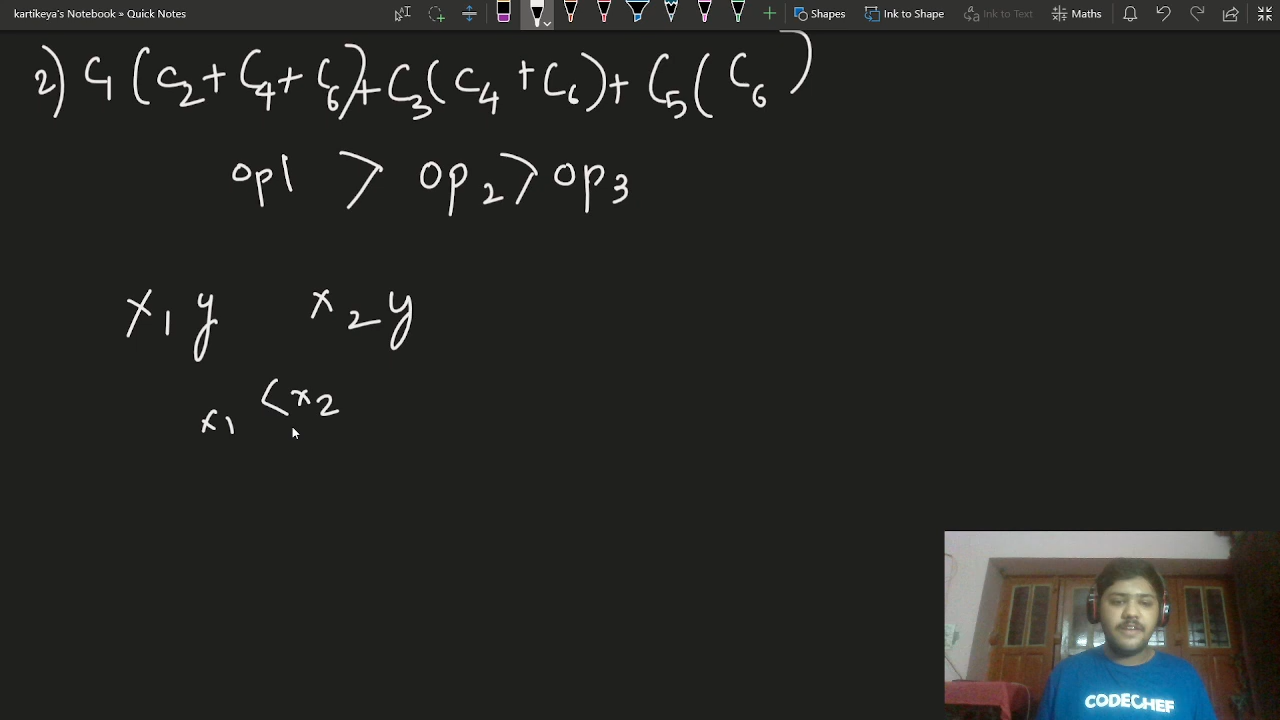 kartikeya's Notebook » Quick Notes Shapes Ink to Shape Ink to Text Maths
2) C1 (C2 + C4 + C6) + C3 (C4 + C6) + C5 (C6)
op1 > op2 > op3
x1 y x2 y
x1 < x2
CODECHEF